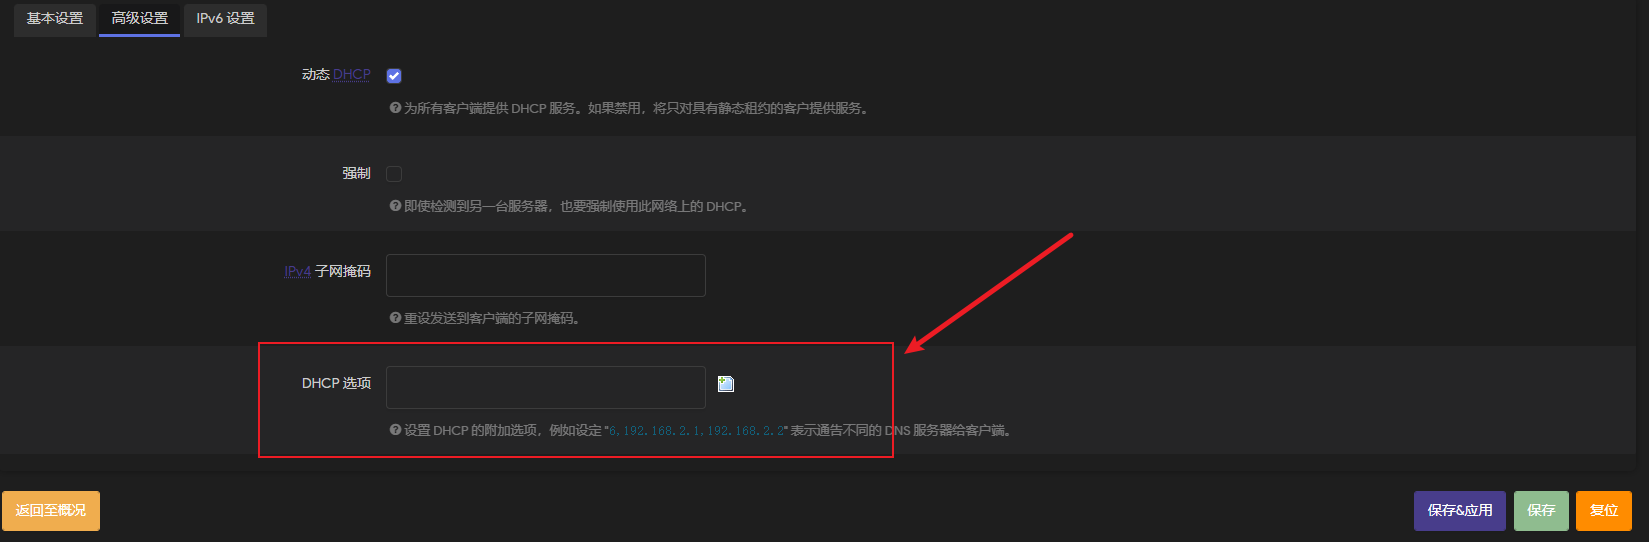 基本设置 高级设置 IPv6 设置
动态 DHCP
为所有客户端提供 DHCP 服务。如果禁用，将只对具有静态租约的客户提供服务。
强制
即使检测到另一台服务器，也要强制使用此网络上的 DHCP。
IPv4 子网掩码
重设发送到客户端的子网掩码。
DHCP 选项
设置 DHCP 的附加选项，例如设定 "6,192.168.2.1,192.168.2.2" 表示通告不同的 DNS 服务器给客户端。
返回至概况 保存&应用 保存 复位